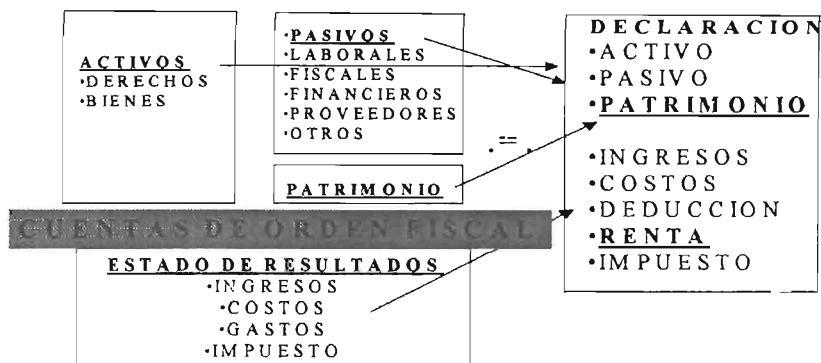 ACTIVOS
•DERECHOS
•BIENES
•PASIVOS
•LABORALES
•FISCALES
•FINANCIEROS
•PROVEEDORES
•OTROS
PATRIMONIO
.=.
DECLARACION
•ACTIVO
•PASIVO
•PATRIMONIO
•INGRESOS
•COSTOS
•DEDUCCION
•RENTA
•IMPUESTO
CUENTAS DE ORDEN FISCAL
ESTADO DE RESULTADOS
•INGRESOS
•COSTOS
•GASTOS
•IMPUESTO